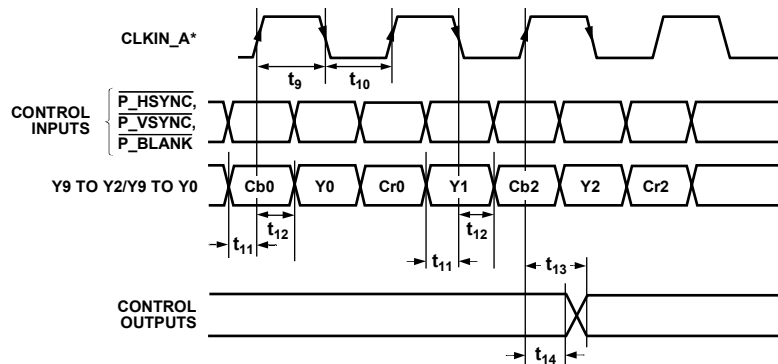 CLKIN_A*
t9
t10
CONTROL INPUTS
P_HSYNC,
P_VSYNC,
P_BLANK
Y9 TO Y2/Y9 TO Y0
Cb0 Y0 Cr0 Y1 Cb2 Y2 Cr2
t12
t12
t11
t11
t13
CONTROL OUTPUTS
t14